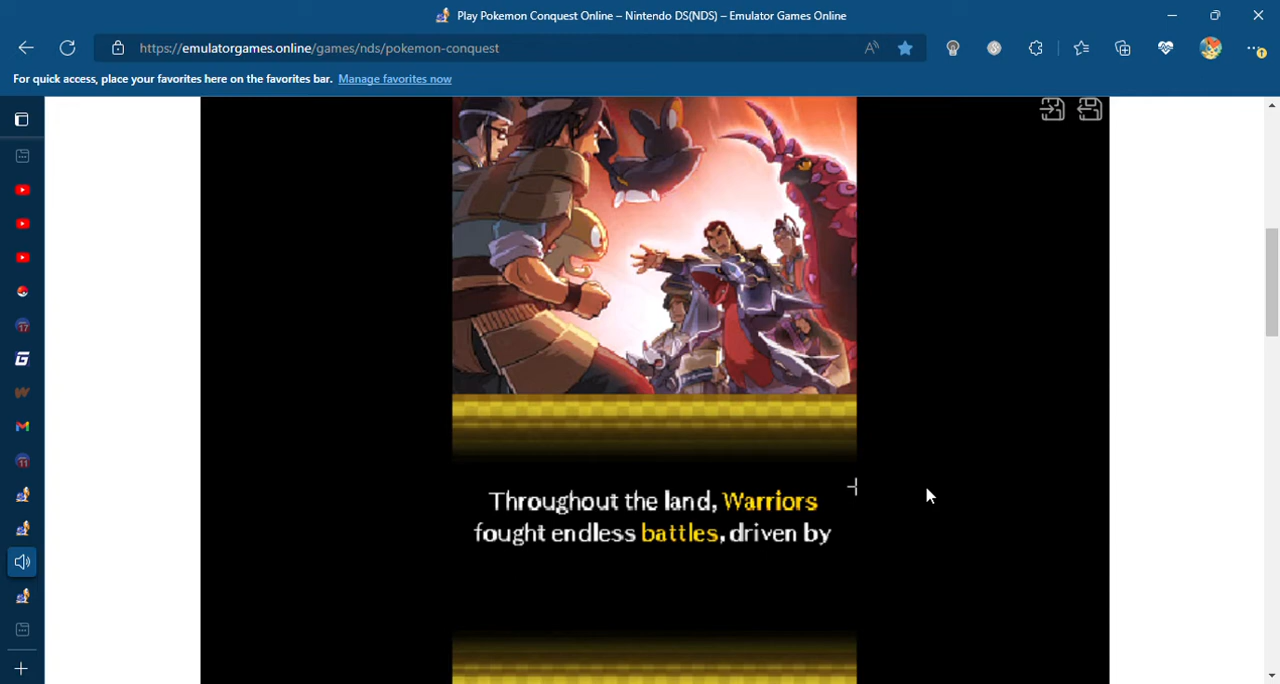 Play Pokemon Conquest Online – Nintendo DS(NDS) – Emulator Games Online
https://emulatorgames.online/games/nds/pokemon-conquest
For quick access, place your favorites here on the favorites bar. Manage favorites now
17
11
Throughout the land, Warriors
fought endless battles, driven by